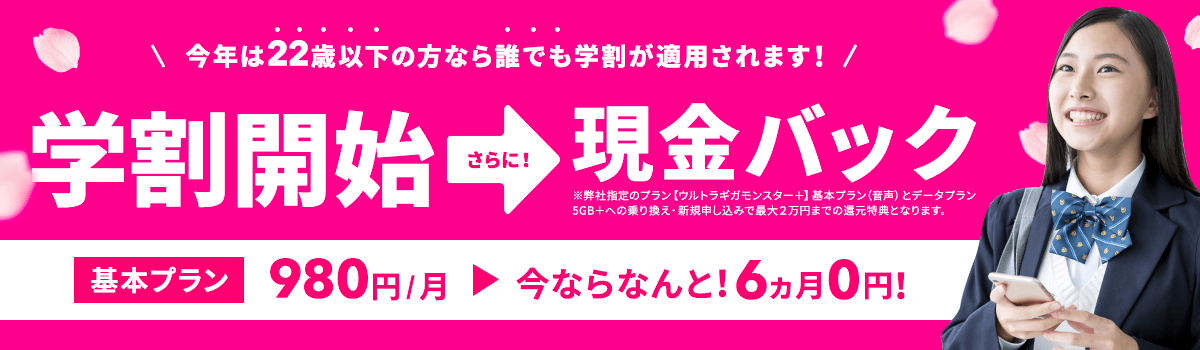 \ 今年は22歳以下の方なら誰でも学割が適用されます! /
学割開始
さらに!
現金バック
※弊社指定のプラン【ウルトラギガモンスター+】基本プラン(音声)とデータプラン
5GB+への乗り換え・新規申し込みで最大2万円までの還元特典となります。
基本プラン 980円/月 ▶ 今ならなんと!6ヵ月0円!